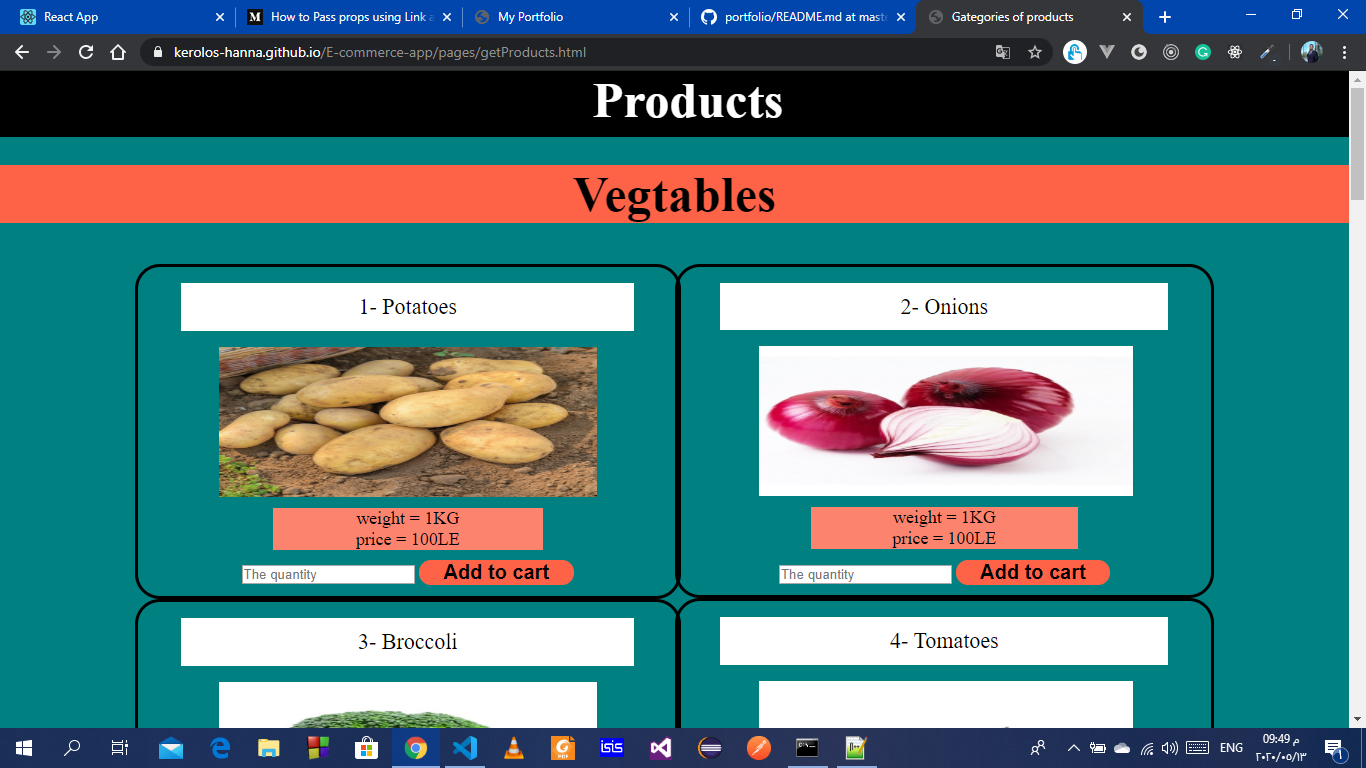 React App
How to Pass props using Link a
My Portfolio
portfolio/README.md at maste
Gategories of products
kerolos-hanna.github.io/E-commerce-app/pages/getProducts.html
Products
Vegtables
1- Potatoes
2- Onions
weight = 1KG
price = 100LE
weight = 1KG
price = 100LE
The quantity
Add to cart
The quantity
Add to cart
3- Broccoli
4- Tomatoes
ENG
09:49 م
٢٠٢٠/٠٥/١٣
isis
1